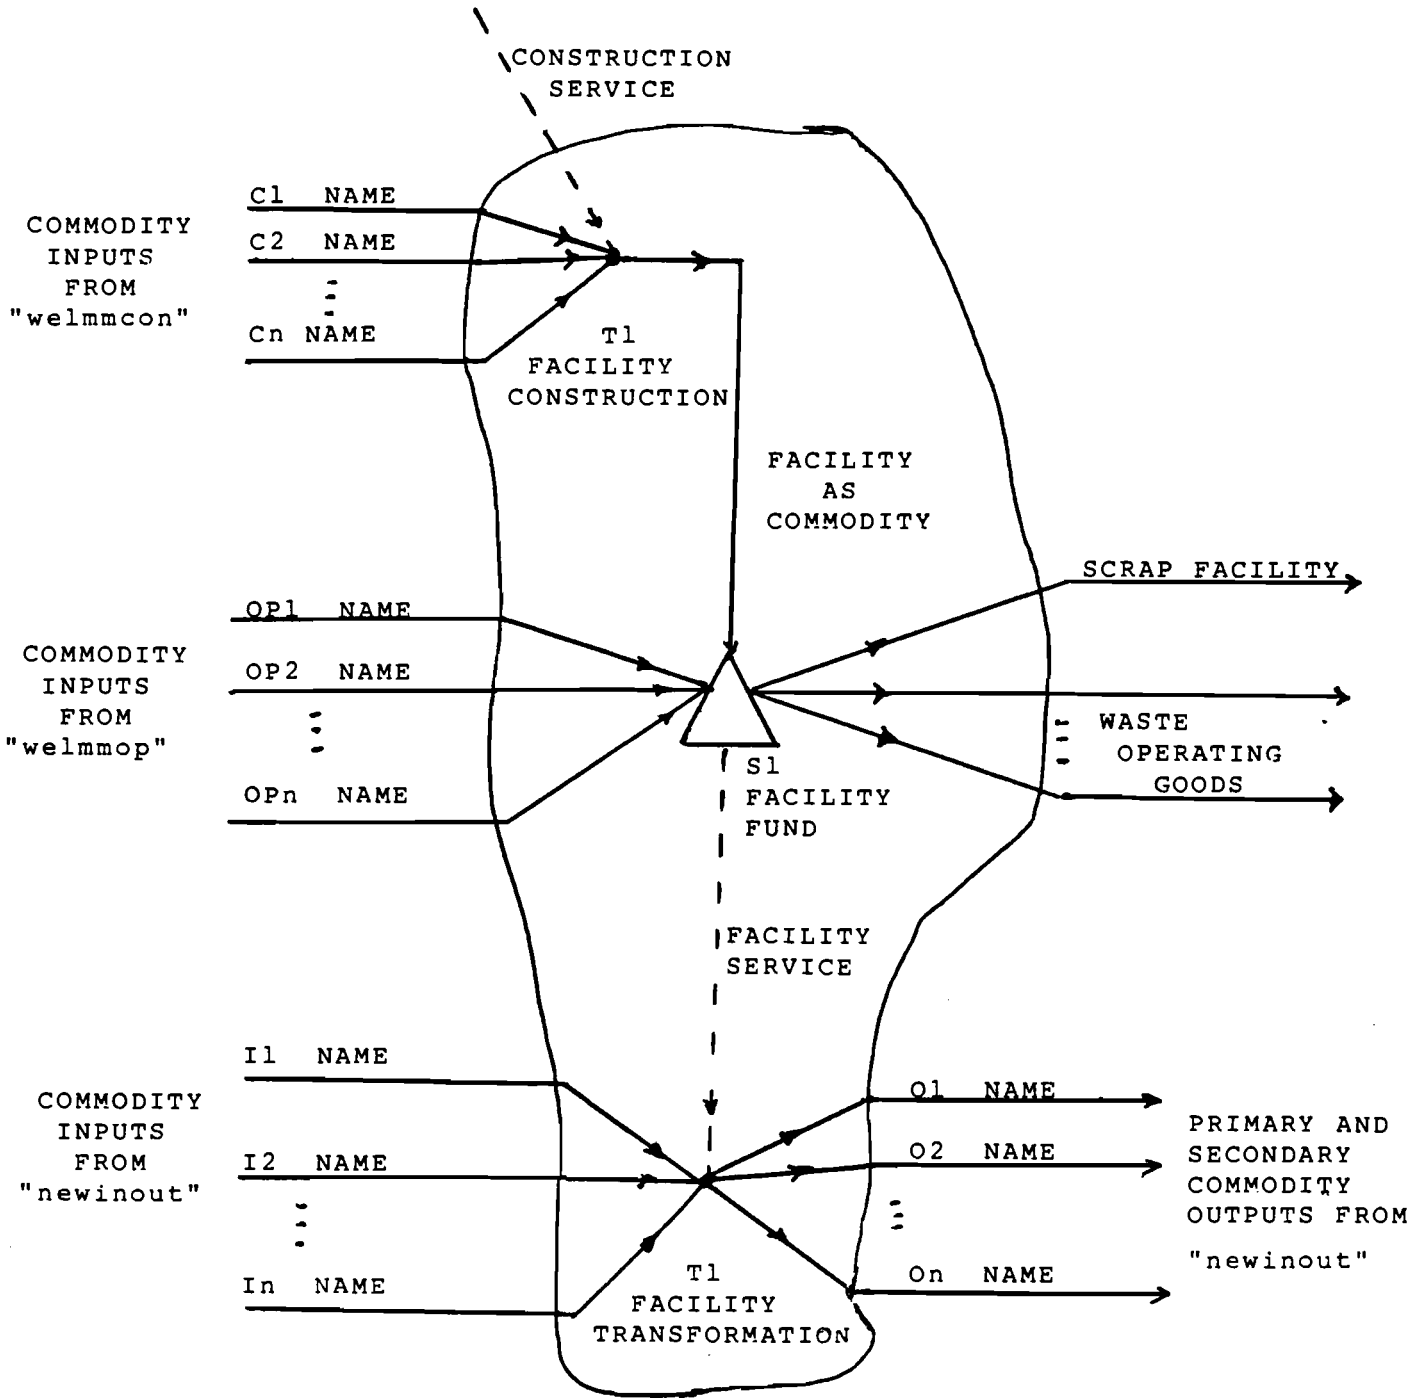 CONSTRUCTION
SERVICE
C1 NAME
COMMODITY
INPUTS
FROM
"welmmcon"
C2 NAME
Cn NAME
T1
FACILITY
CONSTRUCTION
FACILITY
AS
COMMODITY
SCRAP FACILITY
OP1 NAME
COMMODITY
INPUTS
FROM
"welmmop"
OP2 NAME
OPn NAME
WASTE
OPERATING
GOODS
S1
FACILITY
FUND
FACILITY
SERVICE
I1 NAME
COMMODITY
INPUTS
FROM
"newinout"
I2 NAME
In NAME
O1 NAME
O2 NAME
On NAME
PRIMARY AND
SECONDARY
COMMODITY
OUTPUTS FROM
"newinout"
T1
FACILITY
TRANSFORMATION